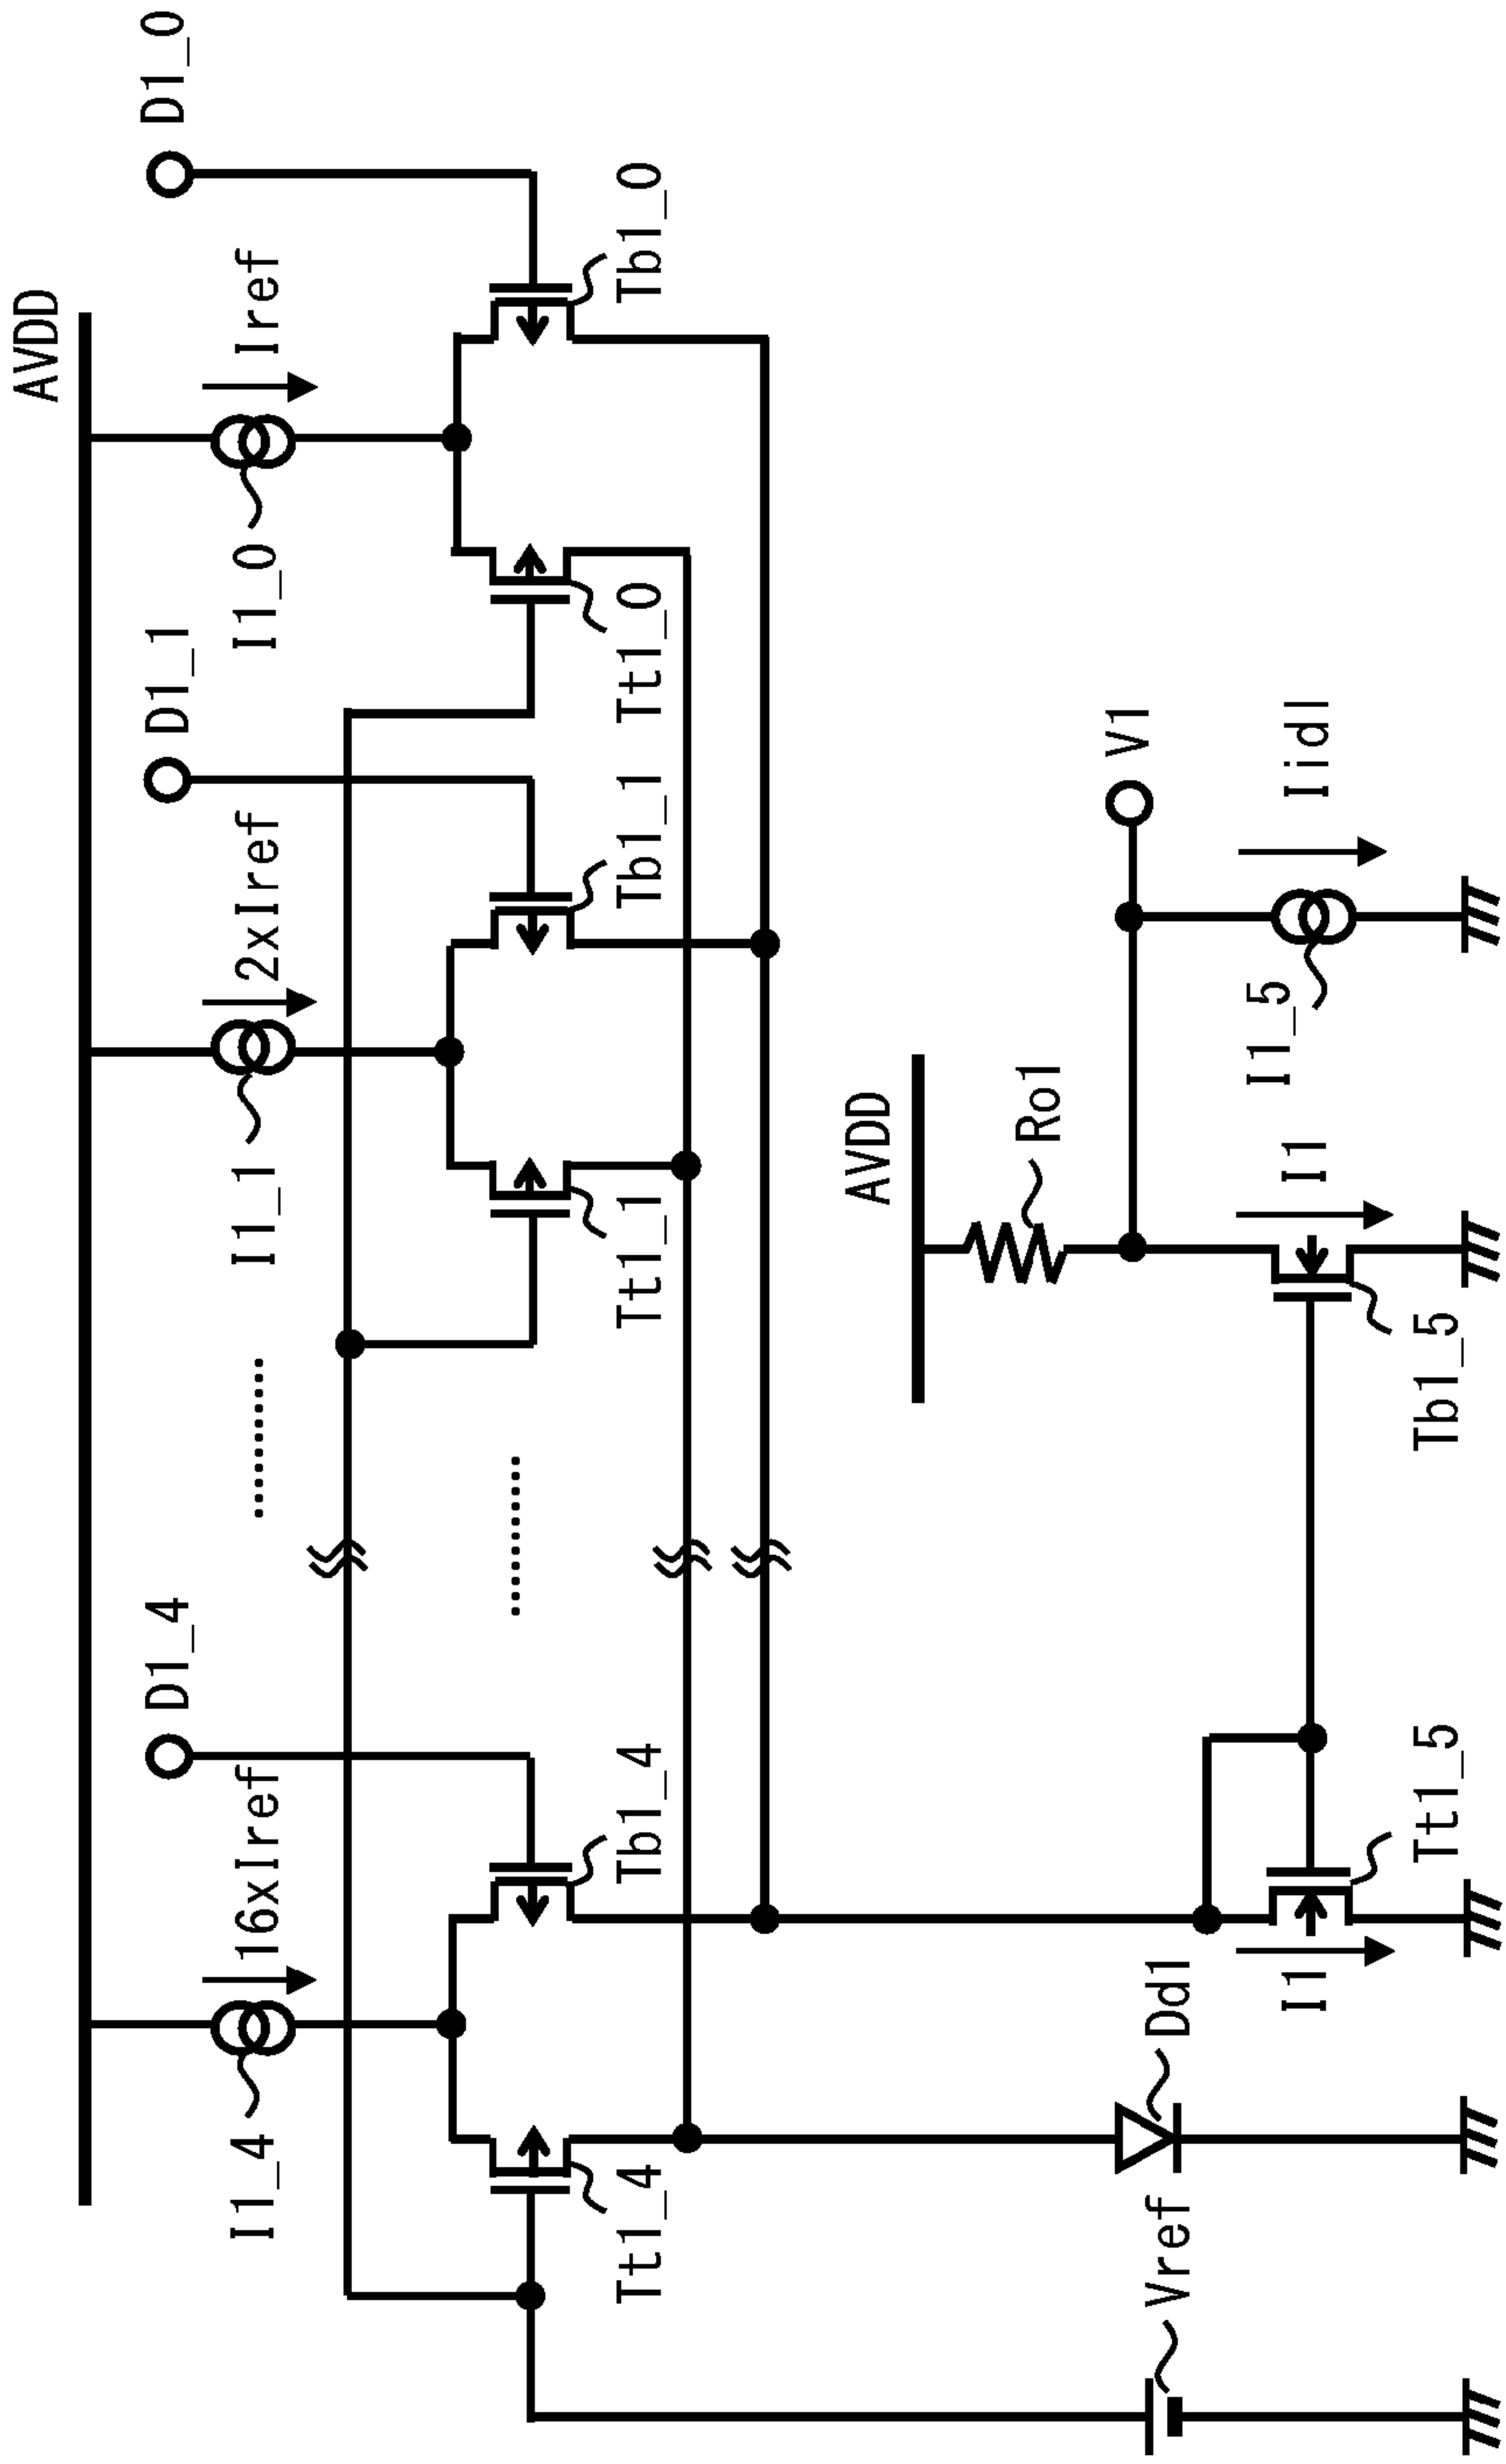 AVDD
D1_4
D1_1
D1_0
I1_4
16xIref
I1_1
2xIref
I1_0
Iref
Tt1_4
Tb1_4
Tt1_1
Tb1_1
Tt1_0
Tb1_0
AVDD
Ro1
V1
Vref
Dd1
I1
Tt1_5
I1
I1_5
Iidl
Tb1_5